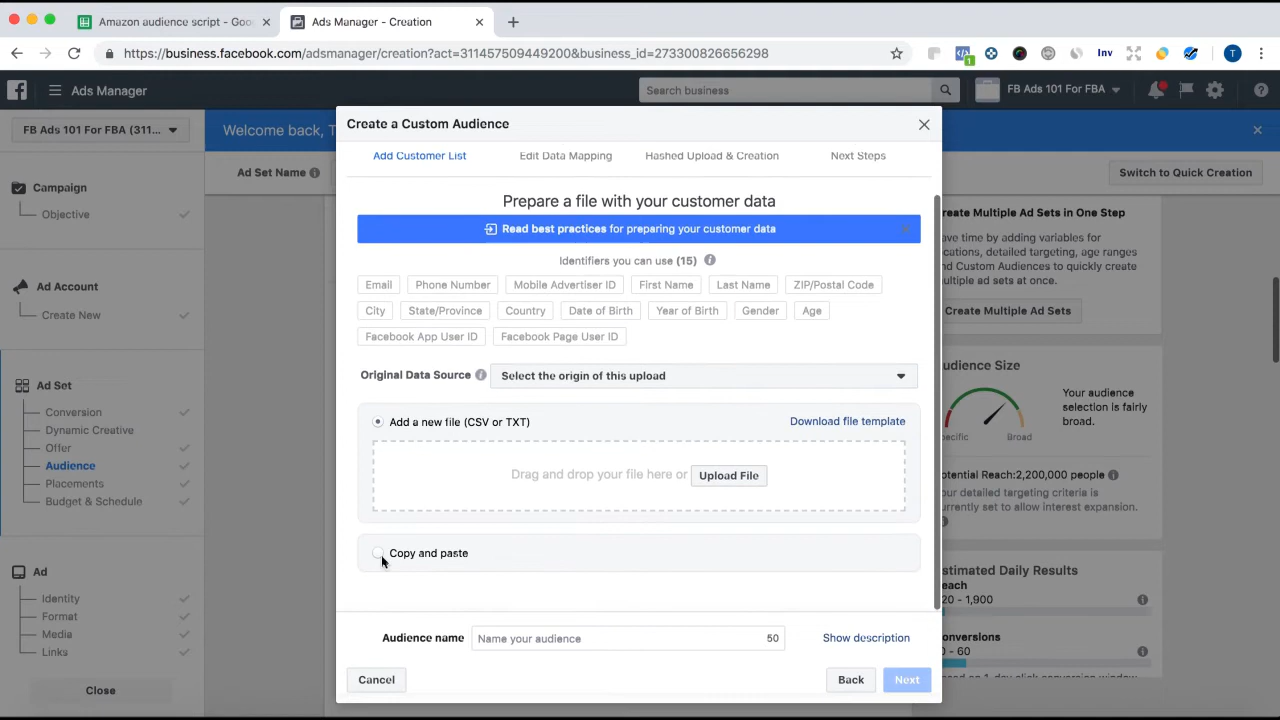 Amazon audience script - Goo
Ads Manager - Creation
https://business.facebook.com/adsmanager/creation?act=311457509449200&business_id=273300826656298
1
Inv
T
Ads Manager
Search business
FB Ads 101 For FBA
FB Ads 101 For FBA (311...
Welcome back, T
Ad Set Name
Switch to Quick Creation
Campaign
Objective
Ad Account
Create New
Ad Set
Conversion
Dynamic Creative
Offer
Audience
Placements
Budget & Schedule
Ad
Identity
Format
Media
Links
Close
Create a Custom Audience
Add Customer List
Edit Data Mapping
Hashed Upload & Creation
Next Steps
Prepare a file with your customer data
Read best practices for preparing your customer data
Identifiers you can use (15)
Email
Phone Number
Mobile Advertiser ID
First Name
Last Name
ZIP/Postal Code
City
State/Province
Country
Date of Birth
Year of Birth
Gender
Age
Facebook App User ID
Facebook Page User ID
Original Data Source
Select the origin of this upload
Add a new file (CSV or TXT)
Download file template
Drag and drop your file here or Upload File
Copy and paste
Audience name
Name your audience
50
Show description
Cancel
Back
Next
reate Multiple Ad Sets in One Step
ave time by adding variables for
ocations, detailed targeting, age ranges
nd Custom Audiences to quickly create
ultiple ad sets at once.
Create Multiple Ad Sets
udience Size
Your audience
selection is fairly
broad.
pecific
Broad
otential Reach:2,200,000 people
our detailed targeting criteria is
urrently set to allow interest expansion.
stimated Daily Results
each
20 - 1,900
onversions
0 - 60